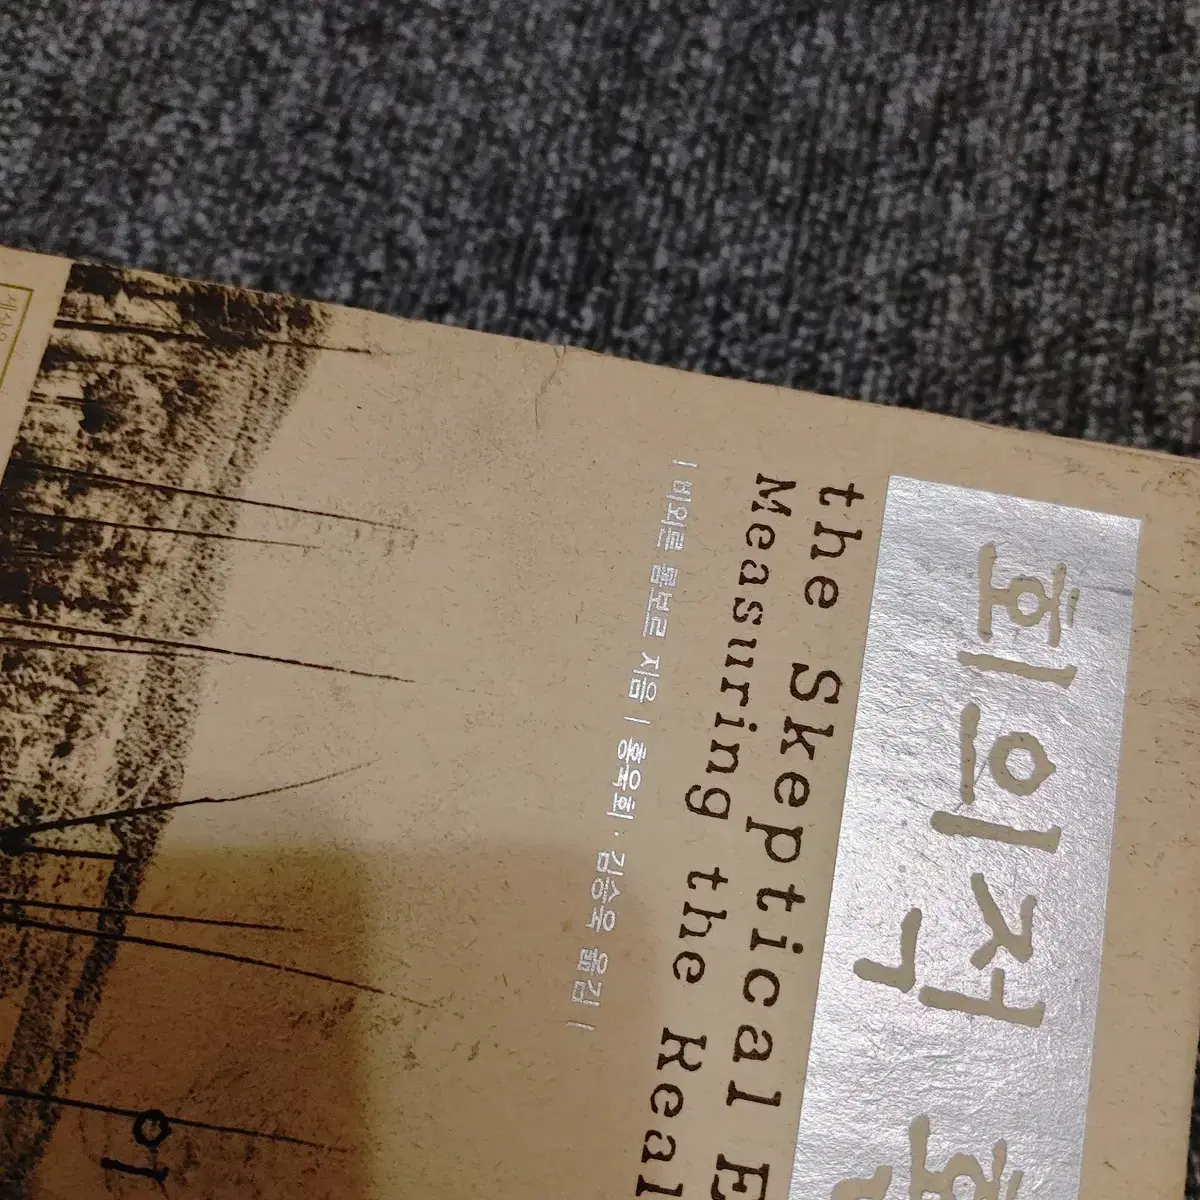 회의적
the Skeptical E
Measuring the Real
| 비외른 롬보르 지음 | 홍욱희·김승욱 옮김 |
이